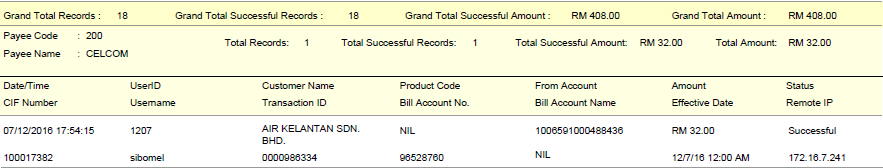 Grand Total Records : 18 Grand Total Successful Records : 18 Grand Total Successful Amount : RM 408.00 Grand Total Amount : RM 408.00
Payee Code : 200
Total Records: 1 Total Successful Records: 1 Total Successful Amount: RM 32.00 Total Amount: RM 32.00
Payee Name : CELCOM
Date/Time UserID Customer Name Product Code From Account Amount Status
CIF Number Username Transaction ID Bill Account No. Bill Account Name Effective Date Remote IP
07/12/2016 17:54:15 1207 AIR KELANTAN SDN. NIL 1006591000488436 RM 32.00 Successful
BHD.
100017382 sibomel 0000986334 96528760 NIL 12/7/16 12:00 AM 172.16.7.241